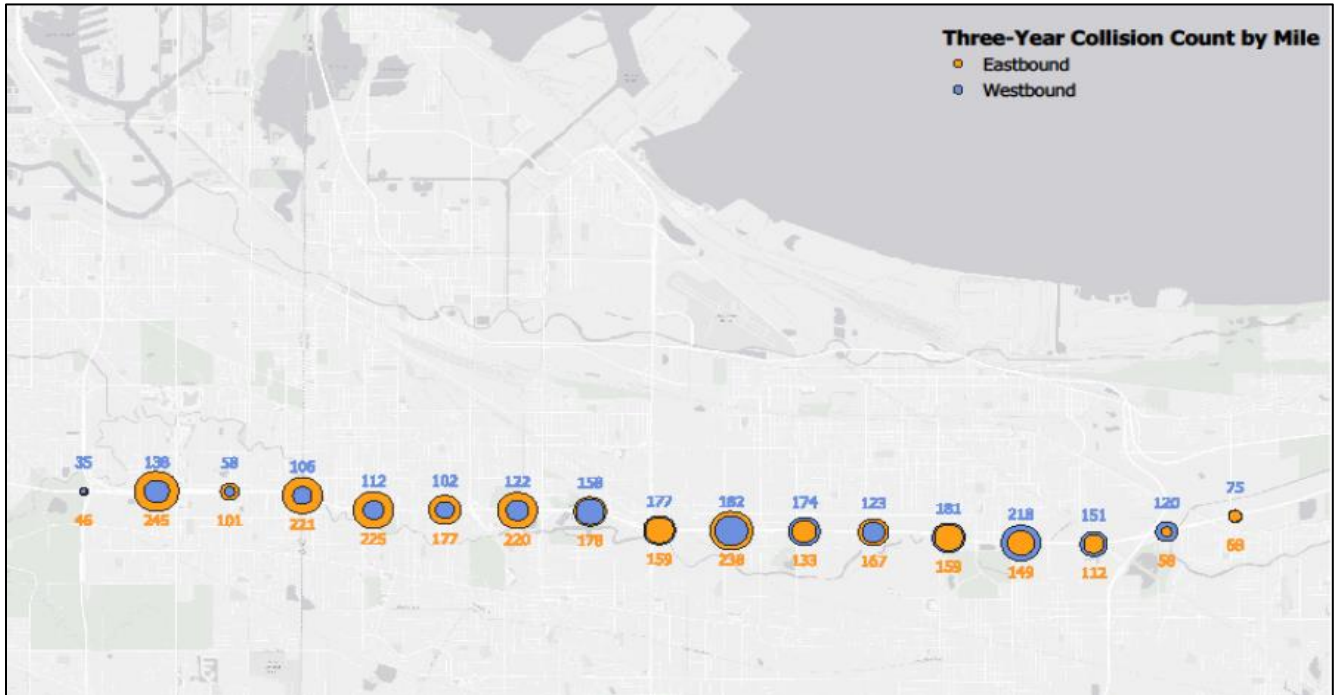 Three-Year Collision Count by Mile
Eastbound
Westbound
35 138 58 106 112 102 122 158 177 182 174 123 181 218 151 120 75
46 245 101 221 225 177 220 178 159 238 133 167 159 149 112 58 68